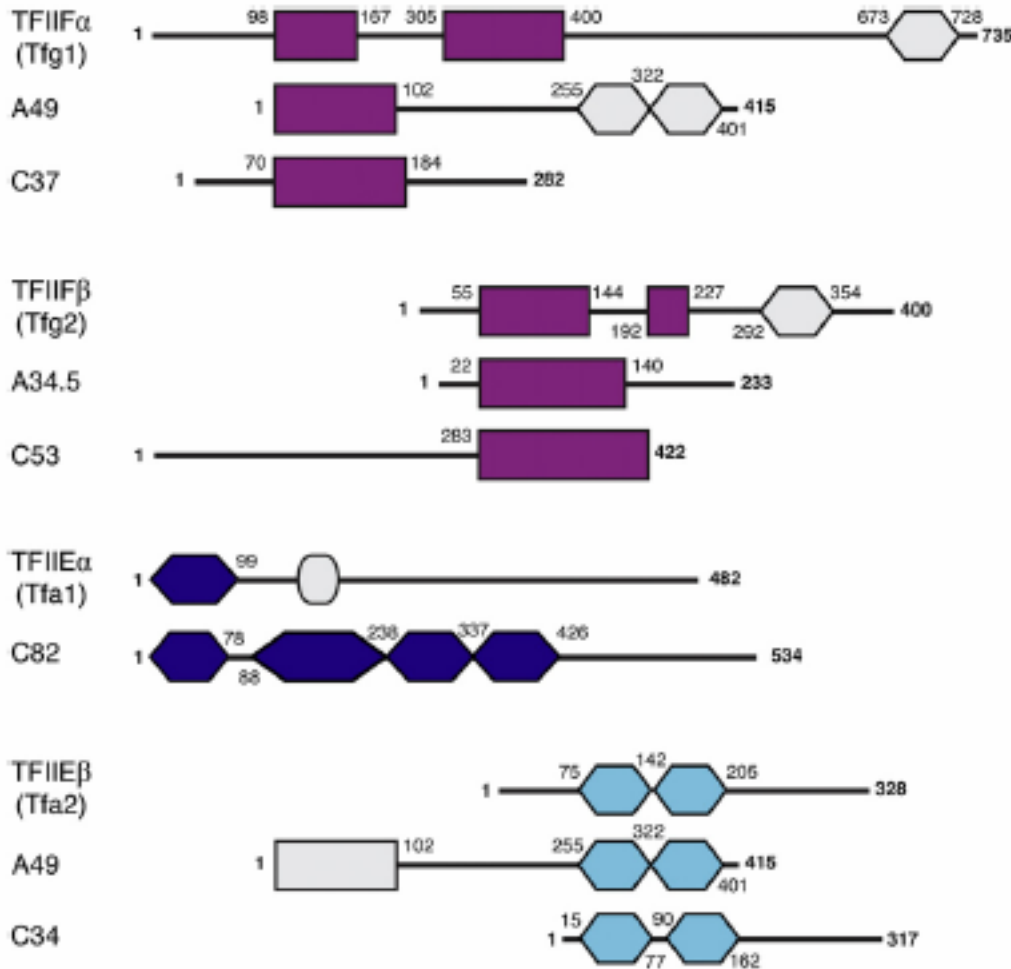 TFIIFα 98 167 305 400 673 728
(Tfg1) 1 735
A49 1 102 255 322 401 415
C37 1 70 184 282
TFIIFβ 55 144 227 354
(Tfg2) 1 192 292 400
A34.5 1 22 140 233
C53 1 283 422
TFIIEα 1 99 482
(Tfa1)
C82 1 78 88 238 337 426 534
TFIIEβ 1 75 142 205 328
(Tfa2)
A49 1 102 255 322 401 415
C34 1 15 77 90 162 317